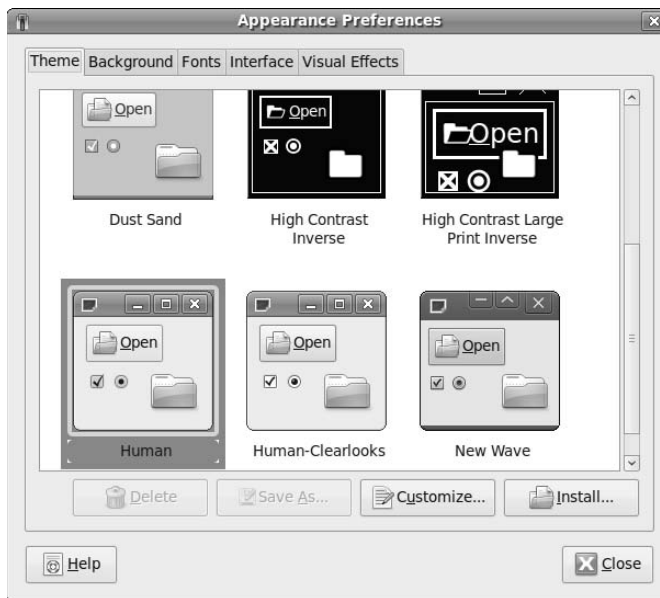 Appearance Preferences
Theme Background Fonts Interface Visual Effects
Open Open Open
Dust Sand High Contrast High Contrast Large
Inverse Print Inverse
Open Open Open
Human Human-Clearlooks New Wave
Delete Save As... Customize... Install...
Help Close